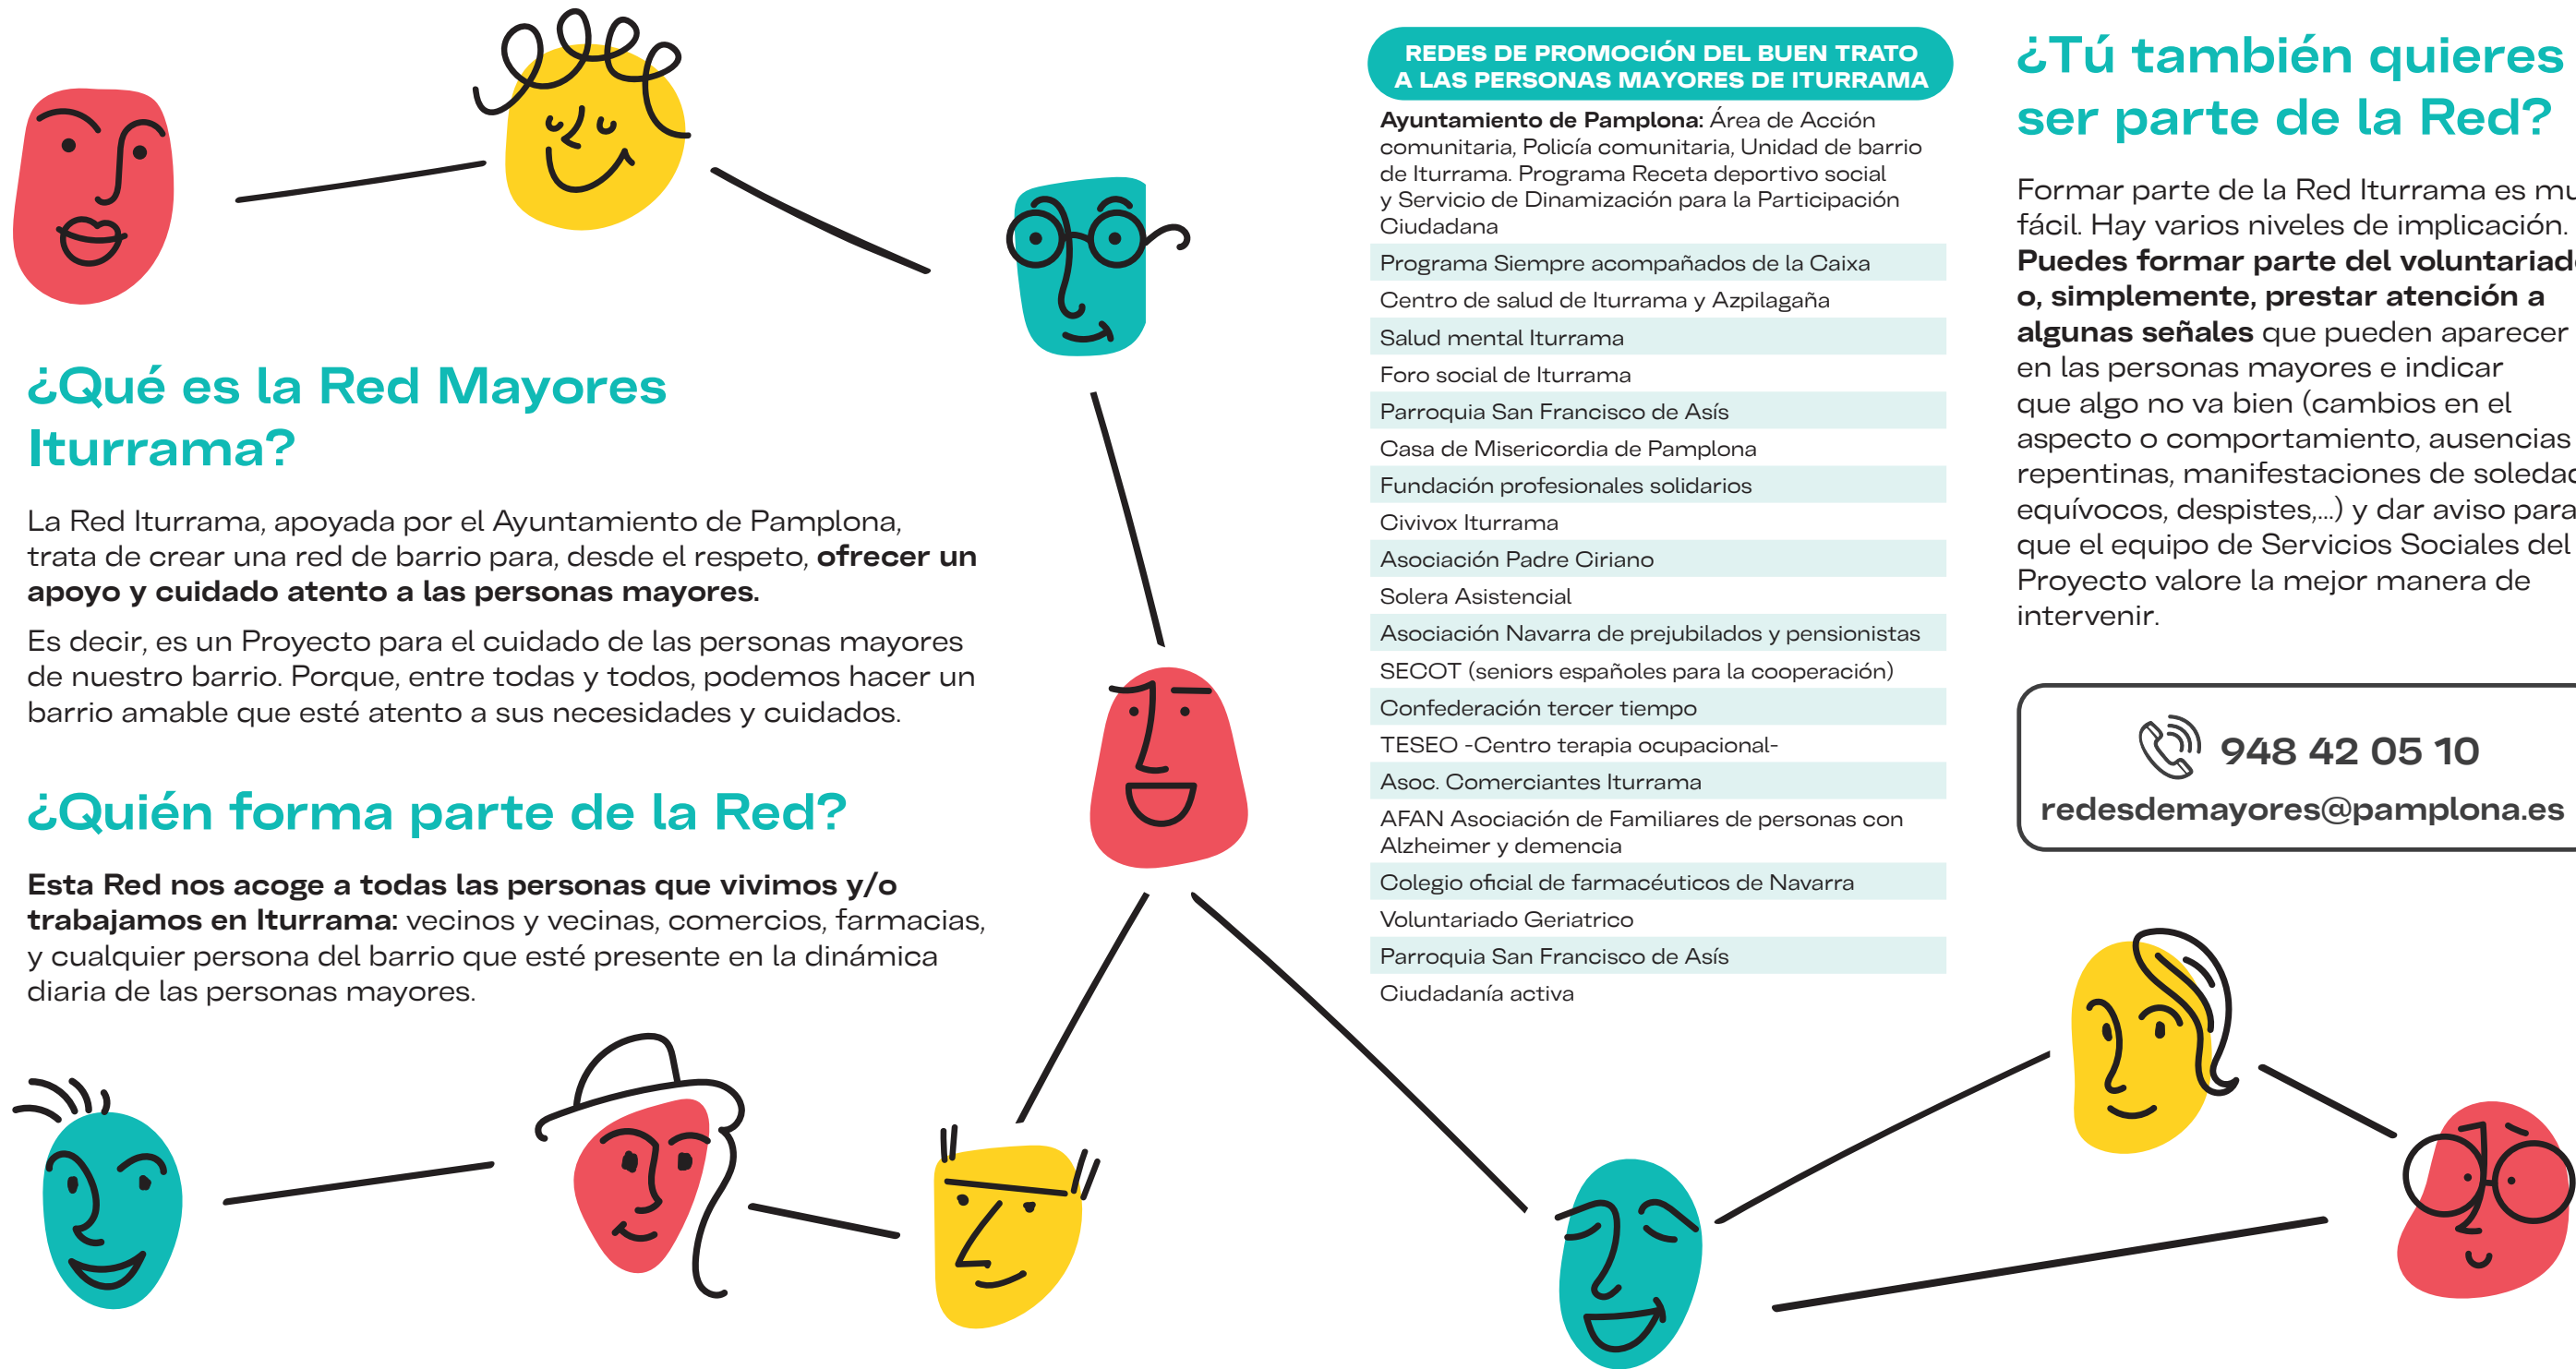 ¿Qué es la Red Mayores
Iturrama?
La Red Iturrama, apoyada por el Ayuntamiento de Pamplona,
trata de crear una red de barrio para, desde el respeto, ofrecer un
apoyo y cuidado atento a las personas mayores.
Es decir, es un Proyecto para el cuidado de las personas mayores
de nuestro barrio. Porque, entre todas y todos, podemos hacer un
barrio amable que esté atento a sus necesidades y cuidados.
¿Quién forma parte de la Red?
Esta Red nos acoge a todas las personas que vivimos y/o
trabajamos en Iturrama: vecinos y vecinas, comercios, farmacias,
y cualquier persona del barrio que esté presente en la dinámica
diaria de las personas mayores.
REDES DE PROMOCIÓN DEL BUEN TRATO
A LAS PERSONAS MAYORES DE ITURRAMA
Ayuntamiento de Pamplona: Área de Acción
comunitaria, Policía comunitaria, Unidad de barrio
de Iturrama. Programa Receta deportivo social
y Servicio de Dinamización para la Participación
Ciudadana
Programa Siempre acompañados de la Caixa
Centro de salud de Iturrama y Azpilagaña
Salud mental Iturrama
Foro social de Iturrama
Parroquia San Francisco de Asís
Casa de Misericordia de Pamplona
Fundación profesionales solidarios
Civivox Iturrama
Asociación Padre Ciriano
Solera Asistencial
Asociación Navarra de prejubilados y pensionistas
SECOT (seniors españoles para la cooperación)
Confederación tercer tiempo
TESEO -Centro terapia ocupacional-
Asoc. Comerciantes Iturrama
AFAN Asociación de Familiares de personas con
Alzheimer y demencia
Colegio oficial de farmacéuticos de Navarra
Voluntariado Geriatrico
Parroquia San Francisco de Asís
Ciudadanía activa
¿Tú también quieres
ser parte de la Red?
Formar parte de la Red Iturrama es mu
fácil. Hay varios niveles de implicación.
Puedes formar parte del voluntariad
o, simplemente, prestar atención a
algunas señales que pueden aparecer
en las personas mayores e indicar
que algo no va bien (cambios en el
aspecto o comportamiento, ausencias
repentinas, manifestaciones de soleda
equívocos, despistes,...) y dar aviso para
que el equipo de Servicios Sociales del
Proyecto valore la mejor manera de
intervenir.
948 42 05 10
redesdemayores@pamplona.es